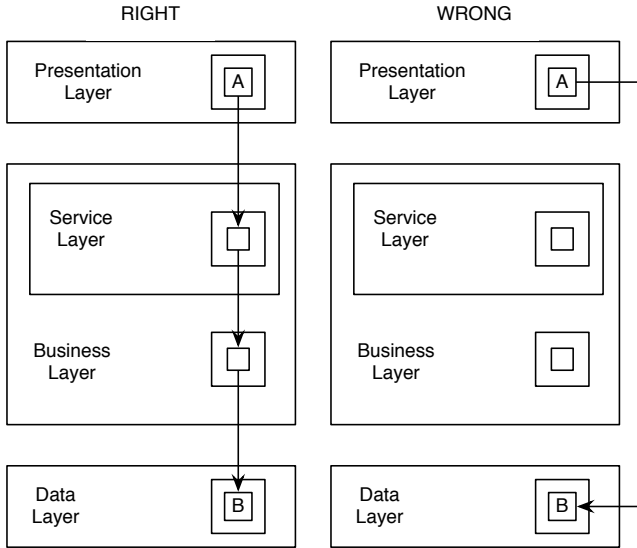 RIGHT
Presentation
Layer
A
Service
Layer
Business
Layer
Data
Layer
B
WRONG
Presentation
Layer
A
Service
Layer
Business
Layer
Data
Layer
B